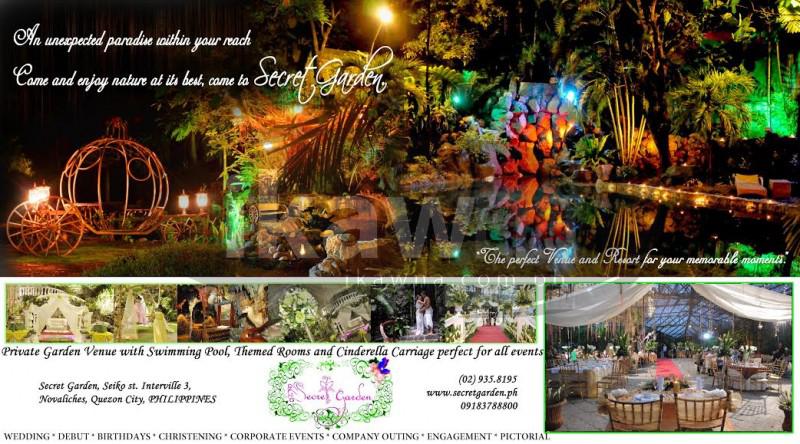 An unexpected paradise within your reach
Come and enjoy nature at its best, come to Secret Garden,
"The perfect Venue and Resort for your memorable moments."
ikawna.com.ph
Private Garden Venue with Swimming Pool, Themed Rooms and Cinderella Carriage perfect for all events
Secret Garden, Seiko st. Interville 3,
Novaliches, Quezon City, PHILIPPINES
Secret Garden
(02) 935.8195
www.secretgarden.ph
09183788800
WEDDING * DEBUT * BIRTHDAYS * CHRISTENING * CORPORATE EVENTS * COMPANY OUTING * ENGAGEMENT * PICTORIAL